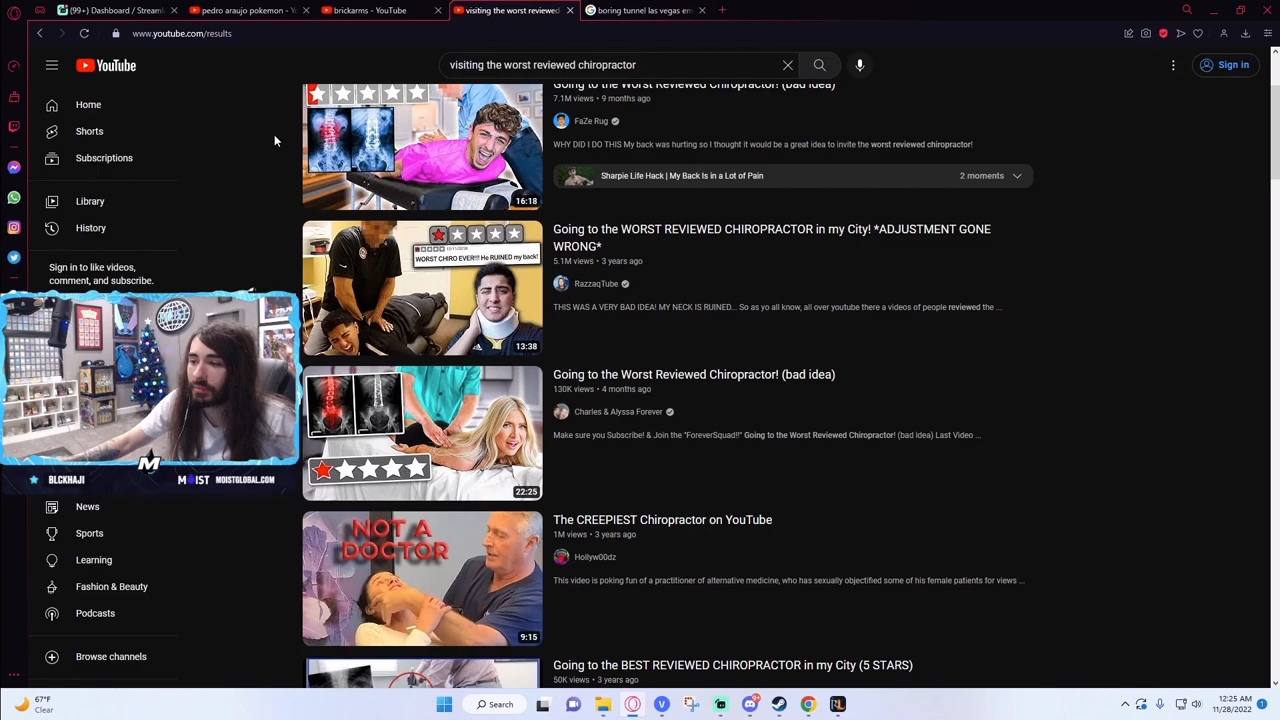 (99+) Dashboard / Streaml
pedro araujo pokemon - Yo
brickarms - YouTube
visiting the worst reviewed
boring tunnel las vegas em
www.youtube.com/results
YouTube
visiting the worst reviewed chiropractor
Sign in
Home
Shorts
Subscriptions
Library
History
Sign in to like videos,
comment, and subscribe.
News
Sports
Learning
Fashion & Beauty
Podcasts
Browse channels
BLCKHAJI
M
MOIST
MOISTGLOBAL.COM
16:18
Going to the Worst Reviewed Chiropractor! (bad idea)
7.1M views • 9 months ago
FaZe Rug
WHY DID I DO THIS My back was hurting so I thought it would be a great idea to invite the worst reviewed chiropractor!
Sharpie Life Hack | My Back Is in a Lot of Pain
2 moments
WORST CHIRO EVER!!! He RUINED my back!
13:38
Going to the WORST REVIEWED CHIROPRACTOR in my City! *ADJUSTMENT GONE
WRONG*
5.1M views • 3 years ago
RazzaqTube
THIS WAS A VERY BAD IDEA! MY NECK IS RUINED... So as yo all know, all over youtube there a videos of people reviewed the ...
22:25
Going to the Worst Reviewed Chiropractor! (bad idea)
130K views • 4 months ago
Charles & Alyssa Forever
Make sure you Subscribe! & Join the "ForeverSquad!!" Going to the Worst Reviewed Chiropractor! (bad idea) Last Video ...
NOT A
DOCTOR
9:15
The CREEPIEST Chiropractor on YouTube
1M views • 3 years ago
Hollyw00dz
This video is poking fun of a practitioner of alternative medicine, who has sexually objectified some of his female patients for views ...
Going to the BEST REVIEWED CHIROPRACTOR in my City (5 STARS)
50K views • 3 years ago
67°F
Clear
Search
12:25 AM
11/28/2022